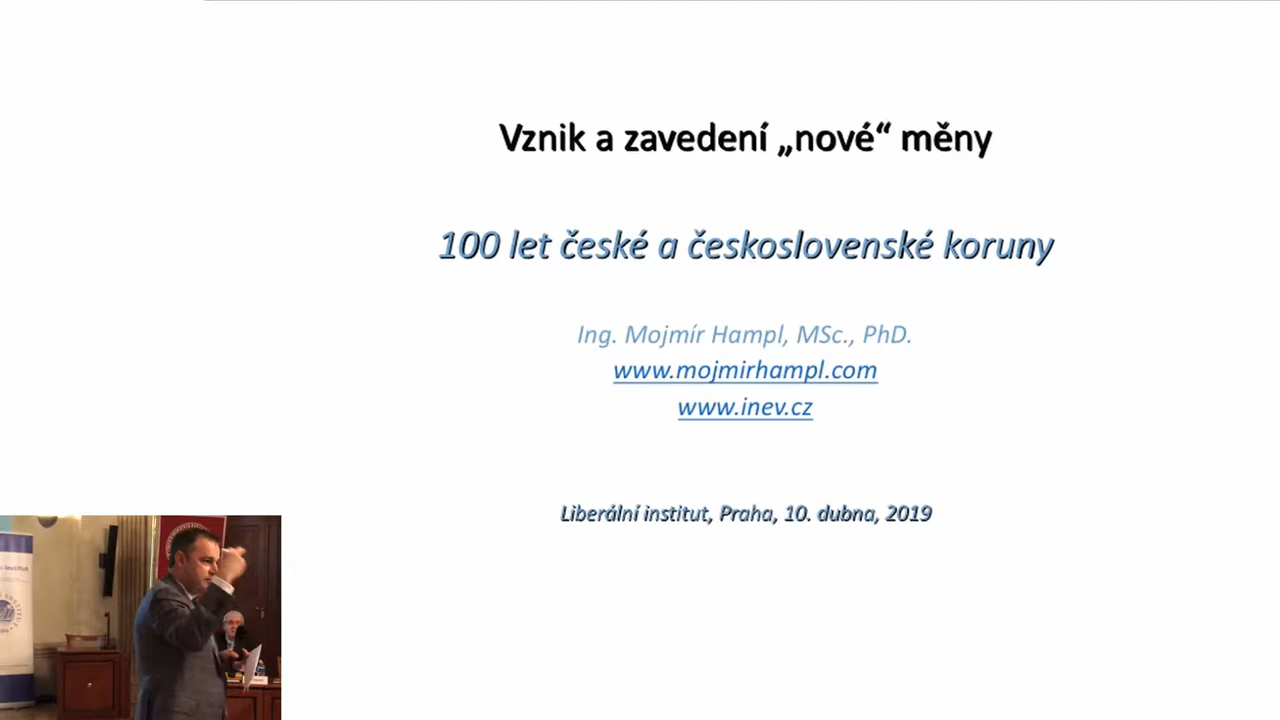 Vznik a zavedení „nové“ měny
100 let české a československé koruny
Ing. Mojmír Hampl, MSc., PhD.
www.mojmirhampl.com
www.inev.cz
Liberální institut, Praha, 10. dubna, 2019